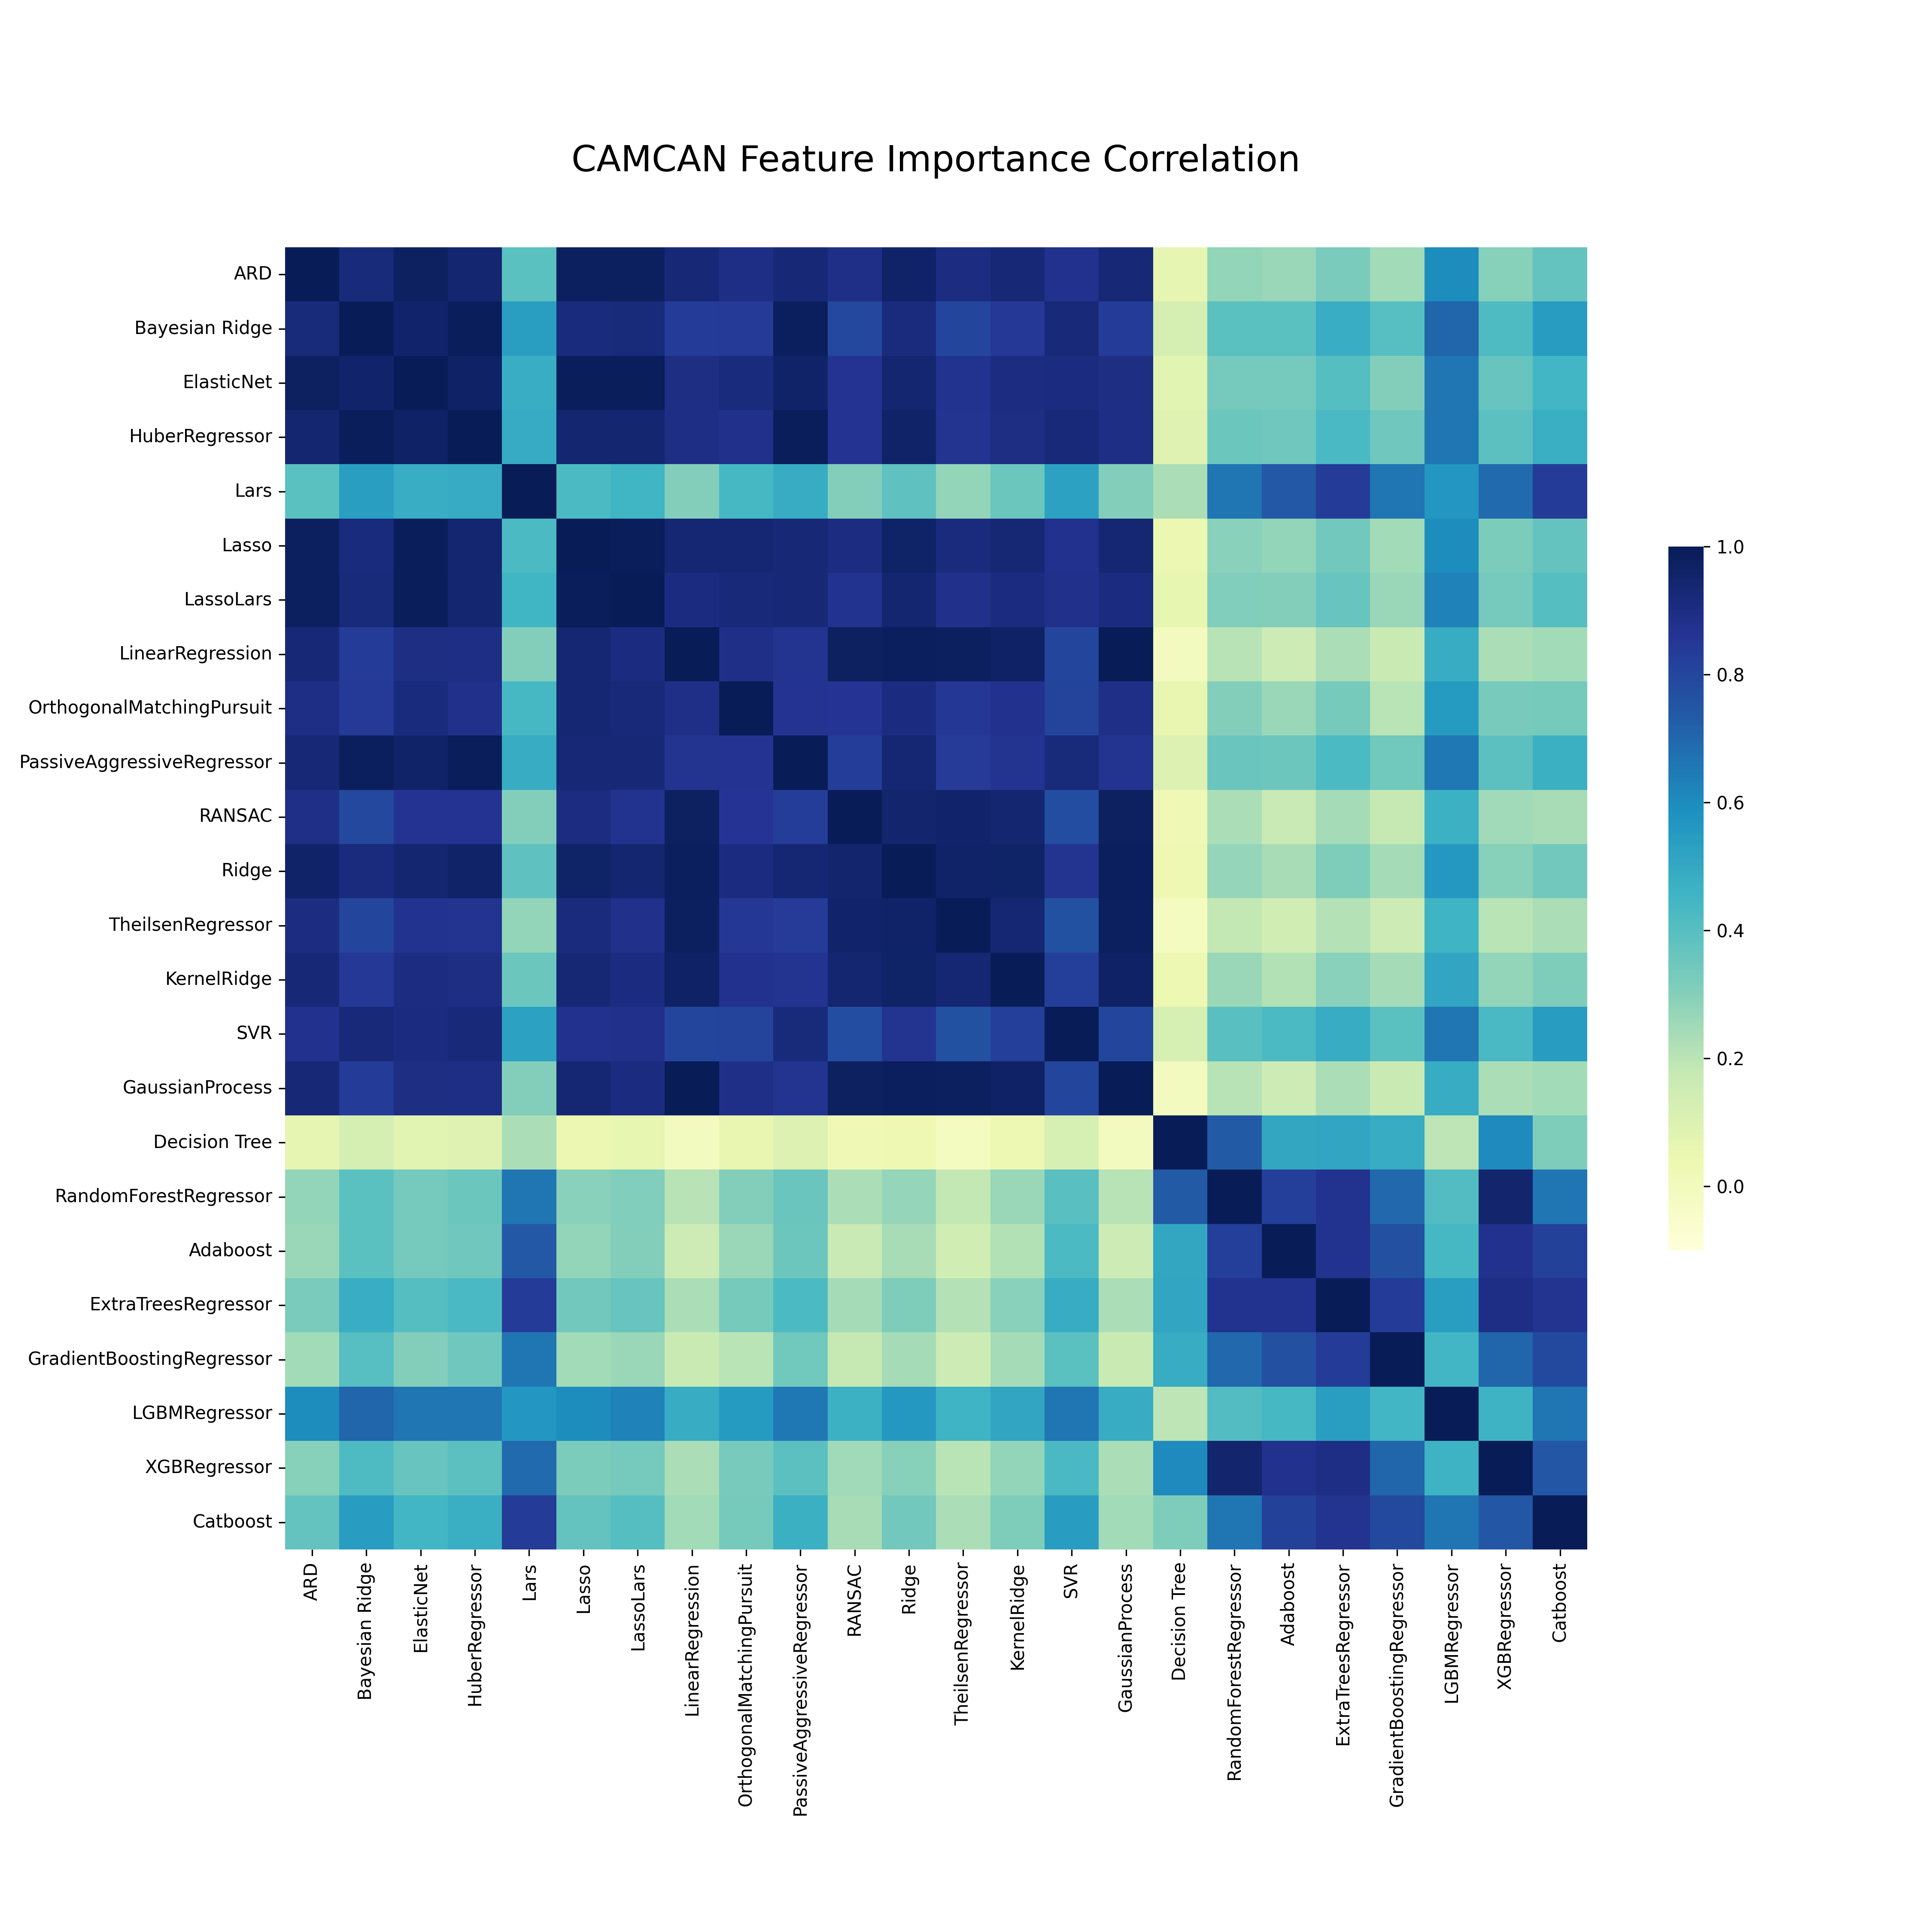 CAMCAN Feature Importance Correlation
ARD
Bayesian Ridge
ElasticNet
HuberRegressor
Lars
Lasso
LassoLars
LinearRegression
OrthogonalMatchingPursuit
PassiveAggressiveRegressor
RANSAC
Ridge
TheilsenRegressor
KernelRidge
SVR
GaussianProcess
Decision Tree
RandomForestRegressor
Adaboost
ExtraTreesRegressor
GradientBoostingRegressor
LGBMRegressor
XGBRegressor
Catboost
ARD
Bayesian Ridge
ElasticNet
HuberRegressor
Lars
Lasso
LassoLars
LinearRegression
OrthogonalMatchingPursuit
PassiveAggressiveRegressor
RANSAC
Ridge
TheilsenRegressor
KernelRidge
SVR
GaussianProcess
Decision Tree
RandomForestRegressor
Adaboost
ExtraTreesRegressor
GradientBoostingRegressor
LGBMRegressor
XGBRegressor
Catboost
1.0
0.8
0.6
0.4
0.2
0.0